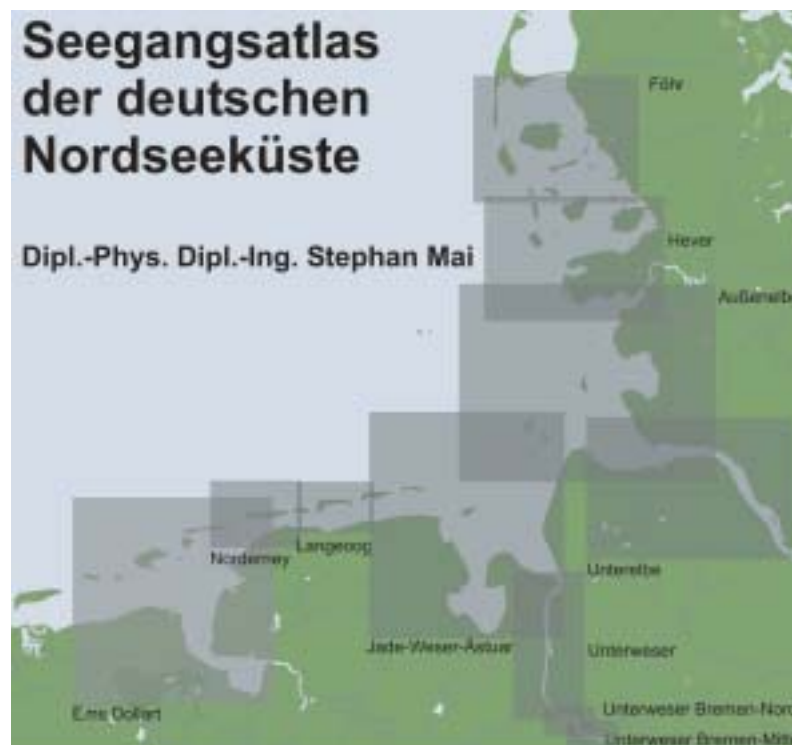 Seegangsatlas
der deutschen
Nordseeküste
Föhr
Hever
Dipl.-Phys. Dipl.-Ing. Stephan Mai
Außenelbe
Norderney
Langeoog
Unterelbe
Jade-Weser-Ästuar
Unterweser
Ems Dollart
Unterweser Bremen-Nord
Unterweser Bremen-Mitte